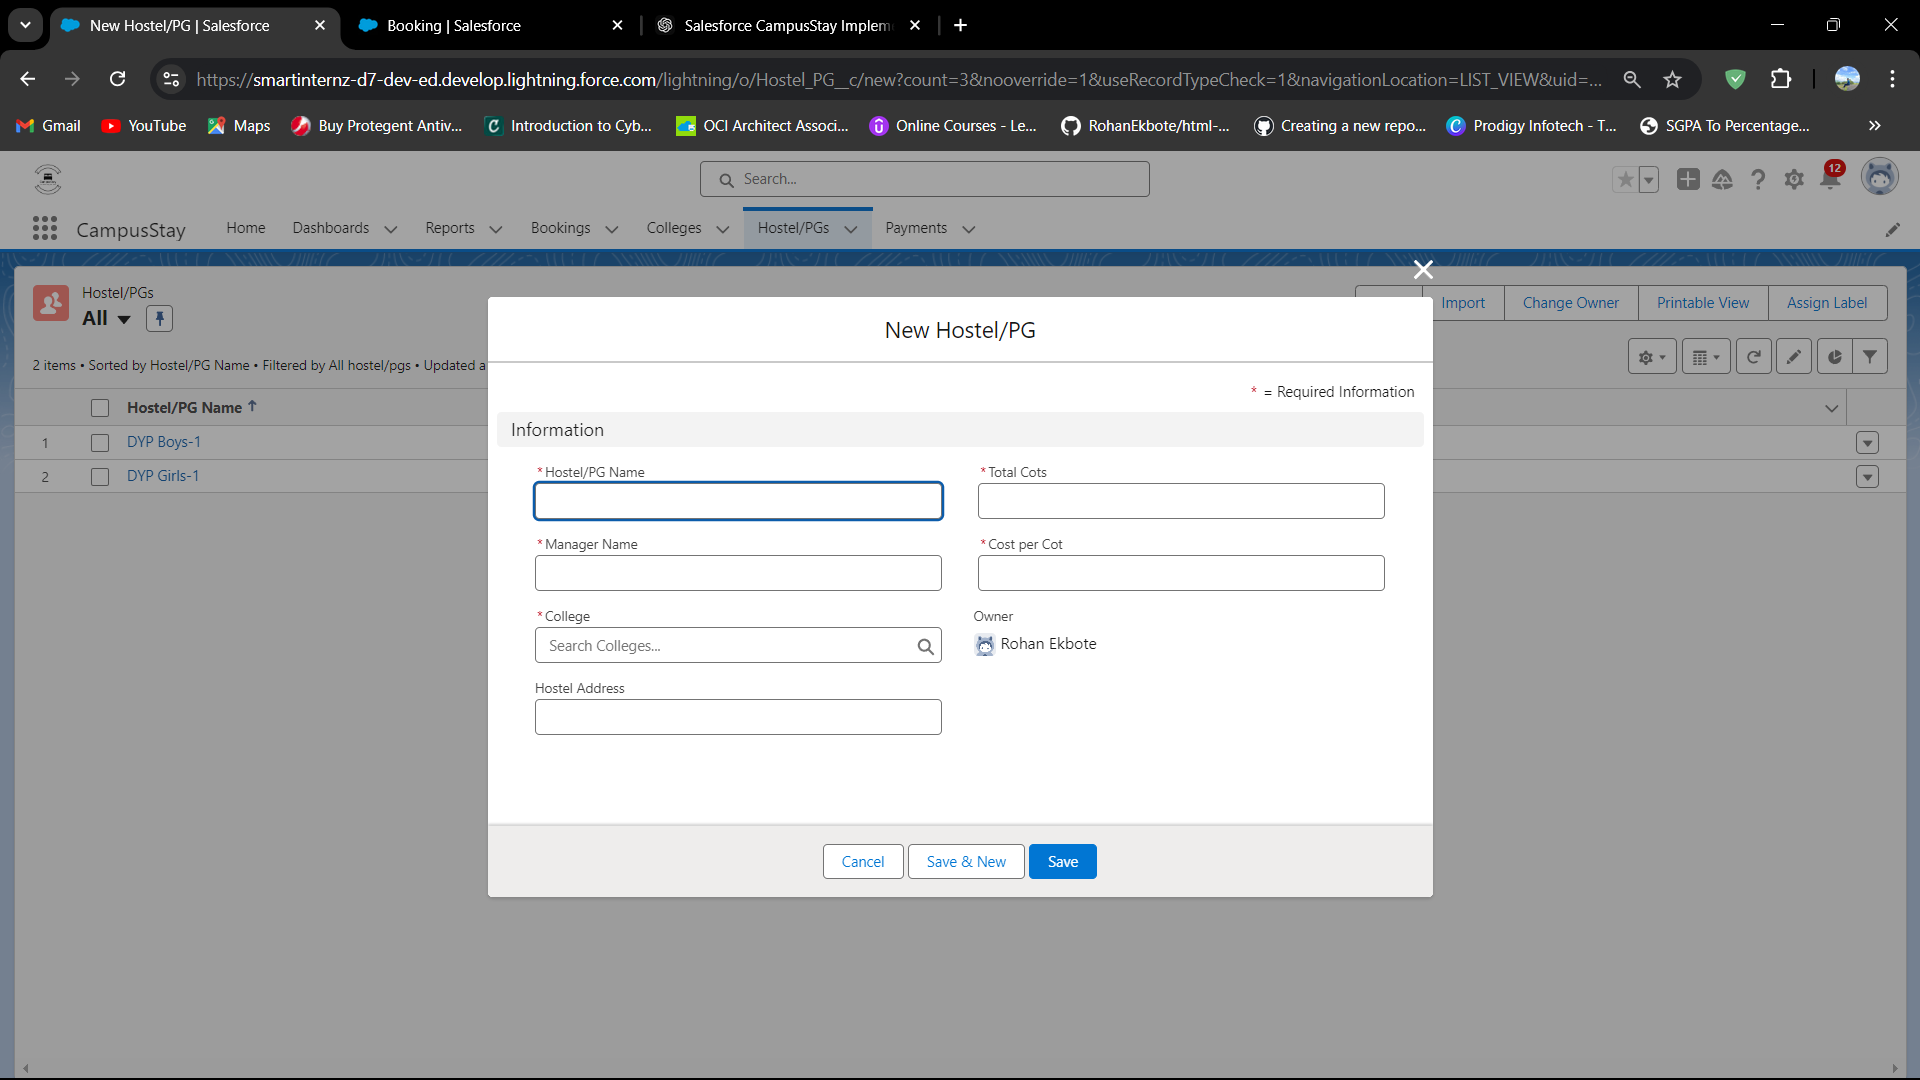 New Hostel/PG | Salesforce
Booking | Salesforce
Salesforce CampusStay Implem
https://smartinternz-d7-dev-ed.develop.lightning.force.com/lightning/o/Hostel_PG__c/new?count=3&nooverride=1&useRecordTypeCheck=1&navigationLocation=LIST_VIEW&uid=...
Gmail YouTube Maps Buy Protegent Antiv... Introduction to Cyb... OCI Architect Associ... Online Courses - Le... RohanEkbote/html-... Creating a new repo... Prodigy Infotech - T... SGPA To Percentage... »
Search...
12
CampusStay Home Dashboards Reports Bookings Colleges Hostel/PGs Payments
Hostel/PGs
All
Import Change Owner Printable View Assign Label
2 items • Sorted by Hostel/PG Name • Filtered by All hostel/pgs • Updated a
Hostel/PG Name ↑
1 DYP Boys-1
2 DYP Girls-1
New Hostel/PG
* = Required Information
Information
*Hostel/PG Name
*Total Cots
*Manager Name
*Cost per Cot
*College
Search Colleges...
Owner
Rohan Ekbote
Hostel Address
Cancel Save & New Save